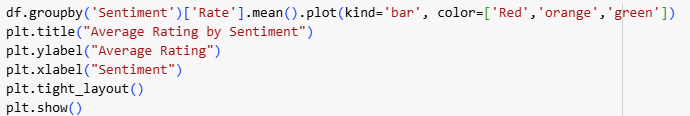 df.groupby('Sentiment')['Rate'].mean().plot(kind='bar', color=['Red','orange','green'])
plt.title("Average Rating by Sentiment")
plt.ylabel("Average Rating")
plt.xlabel("Sentiment")
plt.tight_layout()
plt.show()